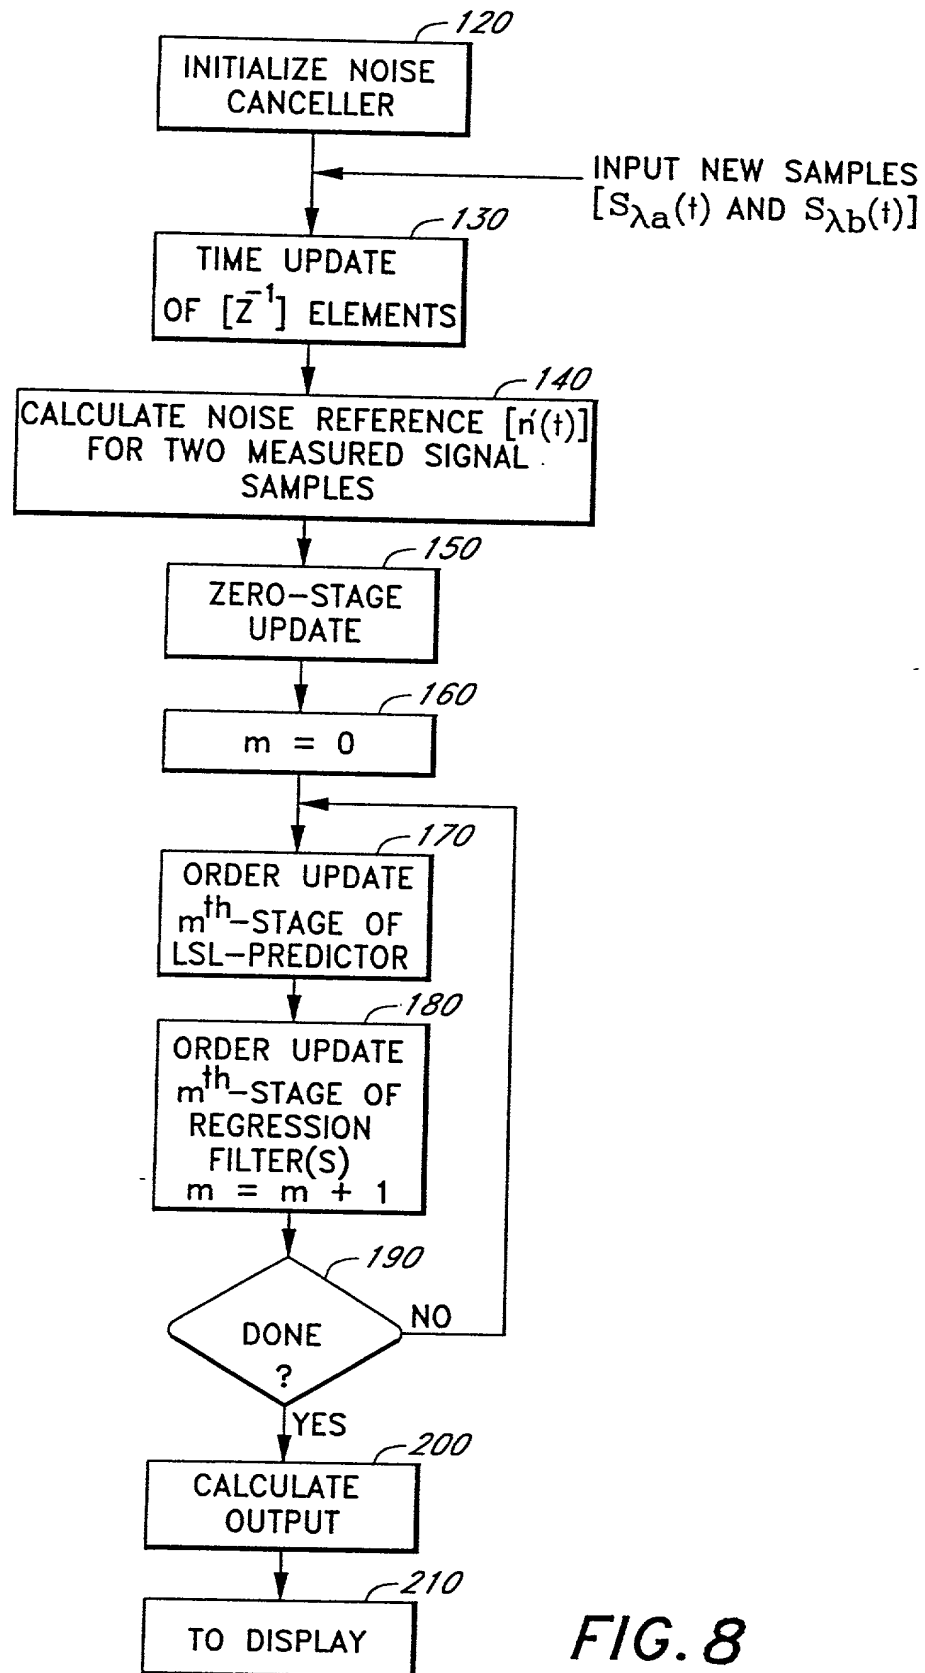 120
INITIALIZE NOISE
CANCELLER
INPUT NEW SAMPLES
[Sλa(t) AND Sλb(t)]
130
TIME UPDATE
OF [Z⁻¹] ELEMENTS
140
CALCULATE NOISE REFERENCE [n'(t)]
FOR TWO MEASURED SIGNAL
SAMPLES
150
ZERO-STAGE
UPDATE
160
m = 0
170
ORDER UPDATE
mth-STAGE OF
LSL-PREDICTOR
180
ORDER UPDATE
mth-STAGE OF
REGRESSION
FILTER(S)
m = m + 1
190
DONE
?
NO
YES
200
CALCULATE
OUTPUT
210
TO DISPLAY
FIG. 8